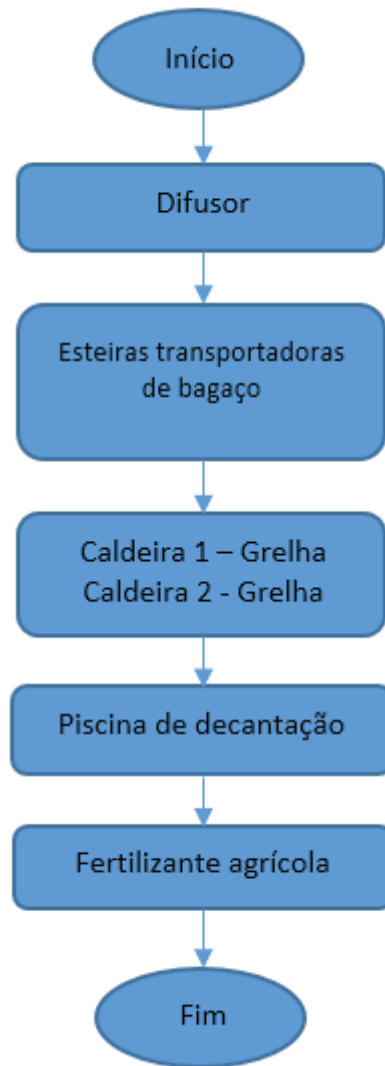 Início
Difusor
Esteiras transportadoras
de bagaço
Caldeira 1 – Grelha
Caldeira 2 - Grelha
Piscina de decantação
Fertilizante agrícola
Fim